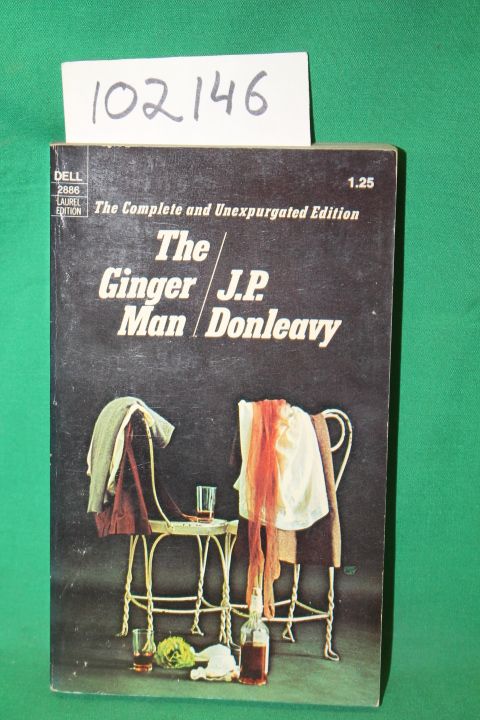 102146
DELL
2886
LAUREL
EDITION
1.25
The Complete and Unexpurgated Edition
The
Ginger
Man
J.P.
Donleavy